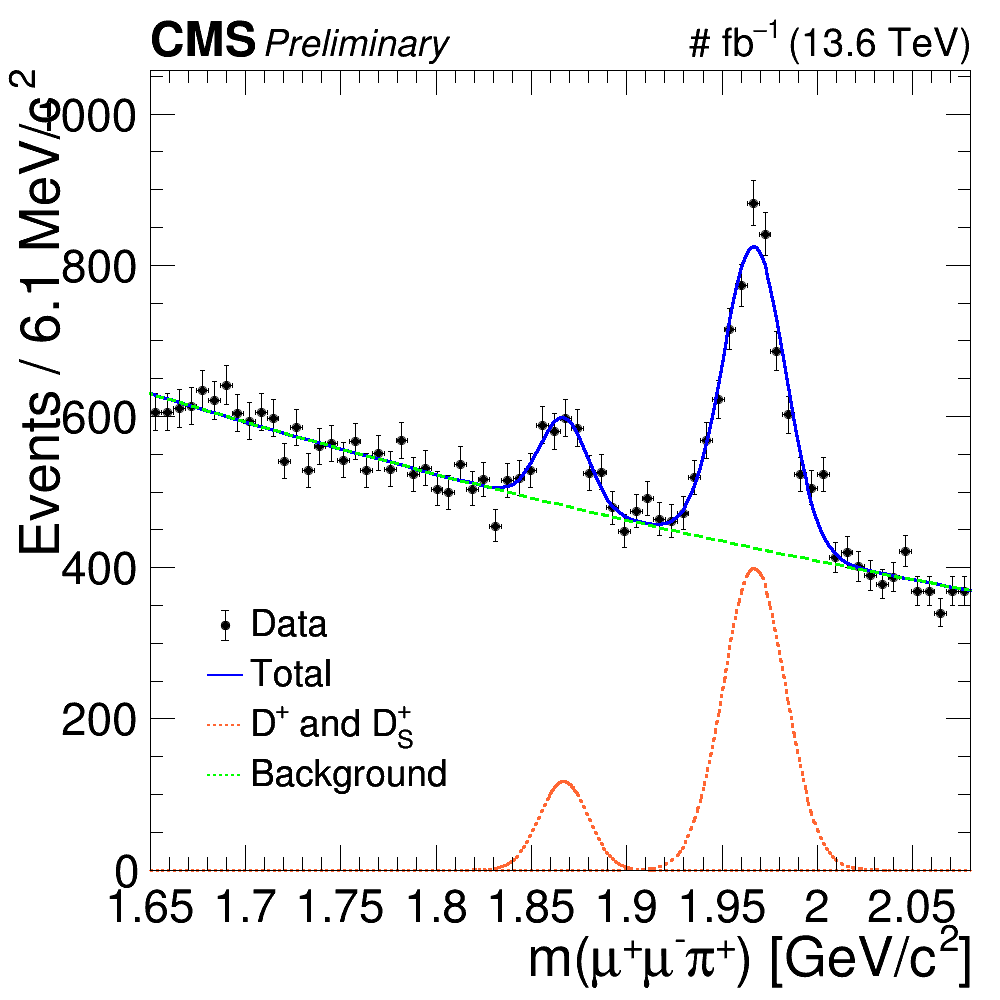 CMS Preliminary # fb⁻¹ (13.6 TeV)
Events / 6.1 MeV/c²
1000
800
600
400
200
0
Data
Total
D⁺ and D_S⁺
Background
1.65 1.7 1.75 1.8 1.85 1.9 1.95 2 2.05
m(μ⁺μ⁻π⁺) [GeV/c²]